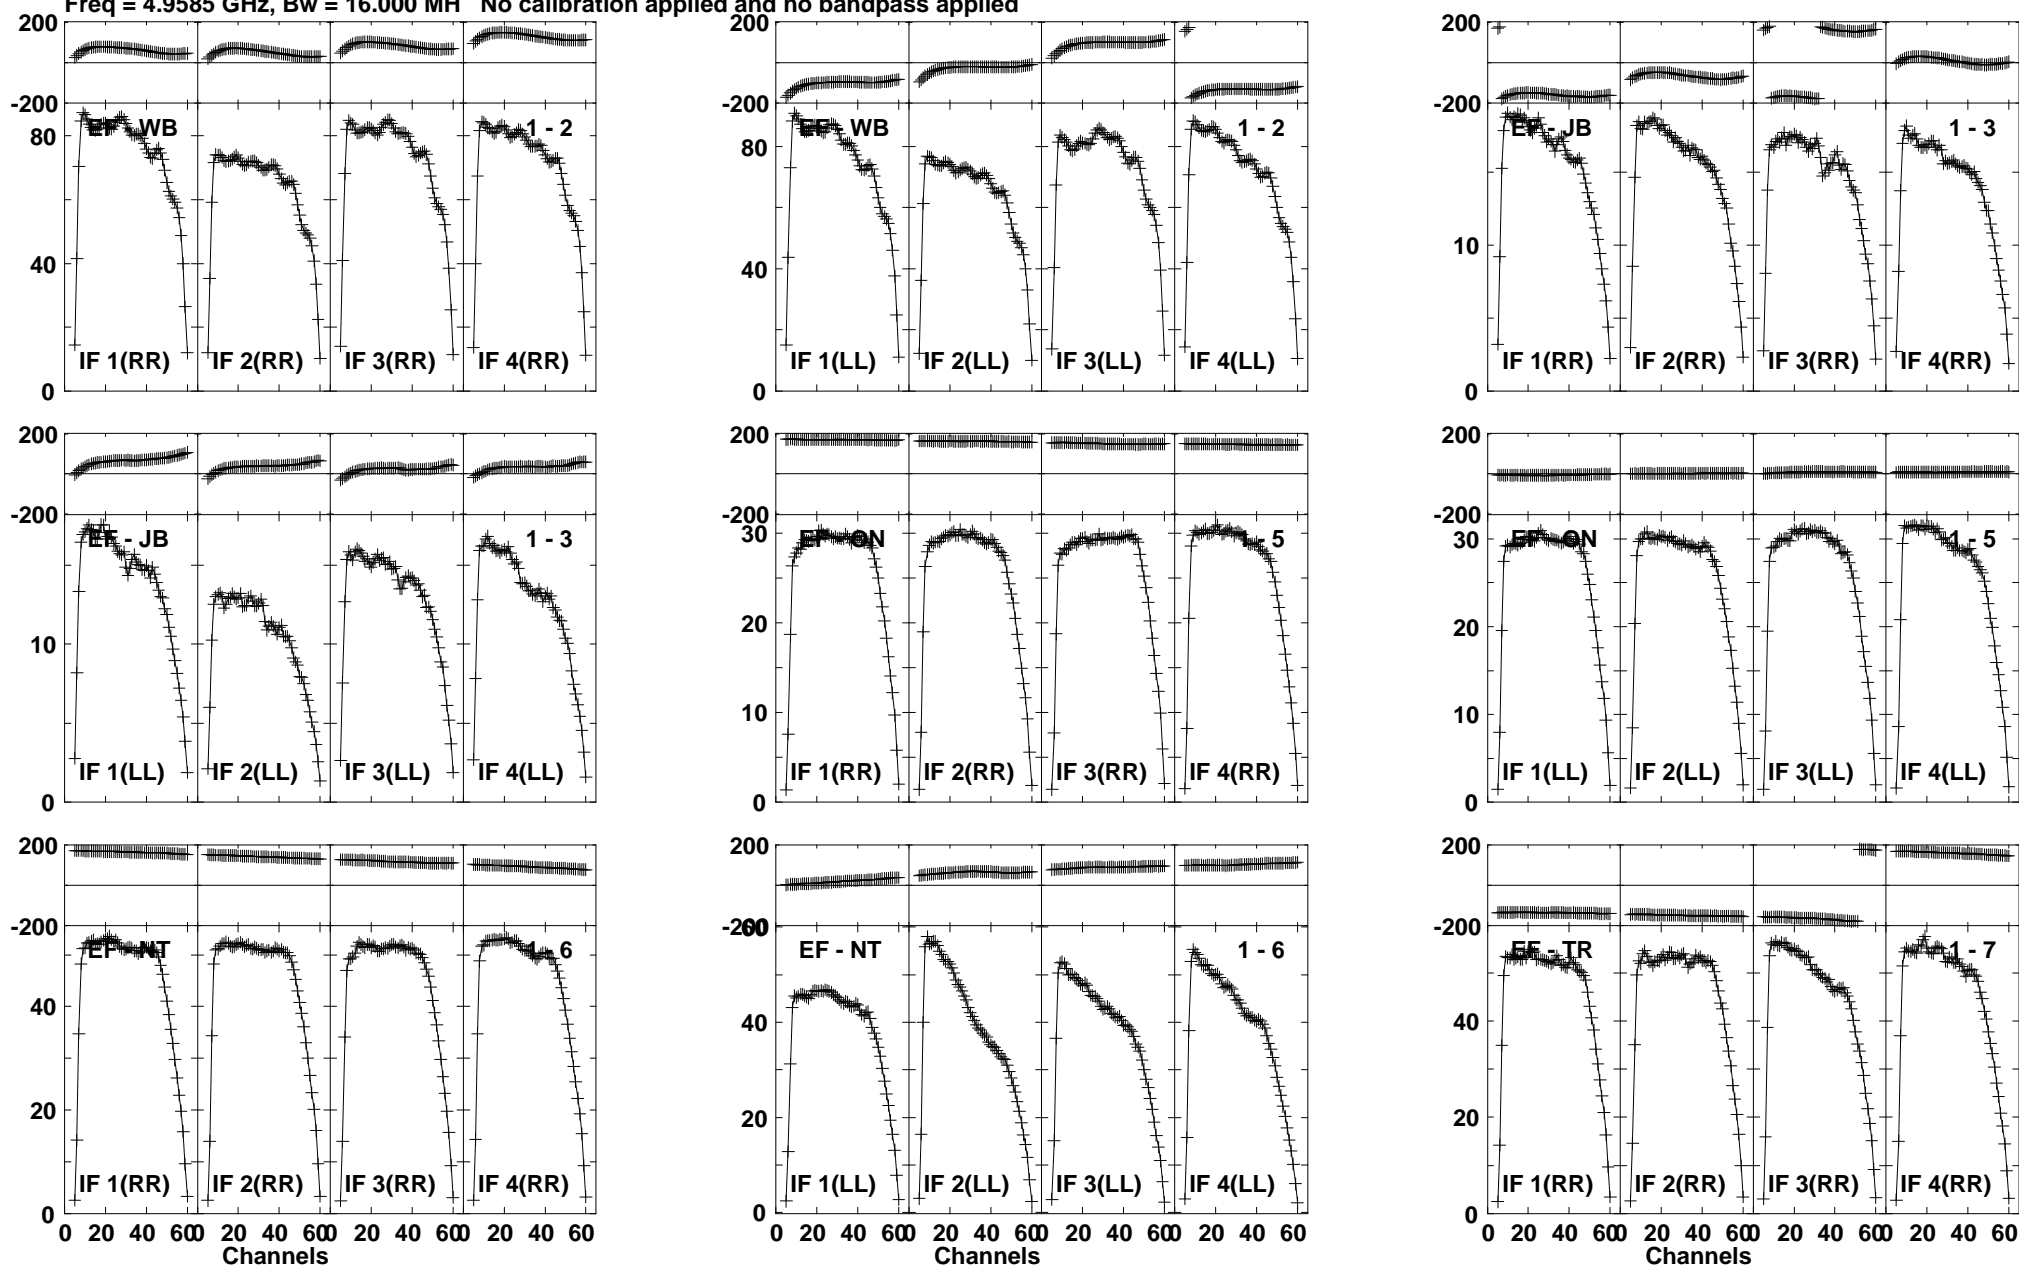 Freq = 4.9585 GHz, Bw = 16.000 MH No calibration applied and no bandpass applied
200 200 200
-200 -200 -200
EF - WB 1 - 2 EF - WB 1 - 2 EF - JB 1 - 3
80 80
10
40 40
IF 1(RR) IF 2(RR) IF 3(RR) IF 4(RR) IF 1(LL) IF 2(LL) IF 3(LL) IF 4(LL) IF 1(RR) IF 2(RR) IF 3(RR) IF 4(RR)
0 0 0
200 200 200
-200 -200 -200
EF - JB 1 - 3 30 EF - ON 1 - 5 30 EF - ON 1 - 5
10 20 20
10 10
IF 1(LL) IF 2(LL) IF 3(LL) IF 4(LL) IF 1(RR) IF 2(RR) IF 3(RR) IF 4(RR) IF 1(LL) IF 2(LL) IF 3(LL) IF 4(LL)
0 0 0
200 200 200
-200 -200 60 -200
EF - NT 1 - 6 EF - NT 1 - 6 EF - TR 1 - 7
40 40 40
20 20 20
IF 1(RR) IF 2(RR) IF 3(RR) IF 4(RR) IF 1(LL) IF 2(LL) IF 3(LL) IF 4(LL) IF 1(RR) IF 2(RR) IF 3(RR) IF 4(RR)
0 0 0
0 20 40 60 0 20 40 60 0 20 40 60 0 20 40 60 0 20 40 60 0 20 40 60 0 20 40 60 0 20 40 60 0 20 40 60 0 20 40 60 0 20 40 60 0 20 40 60
Channels Channels Channels